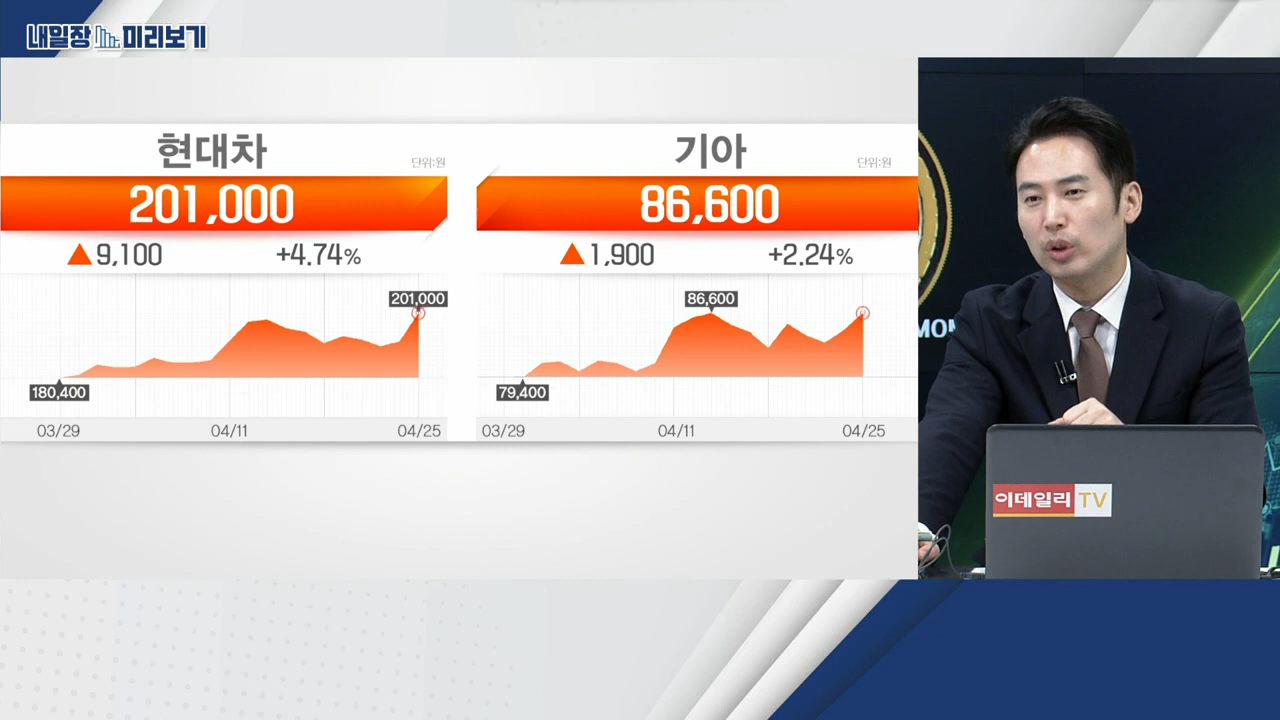 내일장 미리보기
현대차
단위:원
201,000
▲ 9,100 +4.74%
201,000
180,400
03/29 04/11 04/25
기아
단위:원
86,600
▲ 1,900 +2.24%
86,600
79,400
03/29 04/11 04/25
이데일리 TV